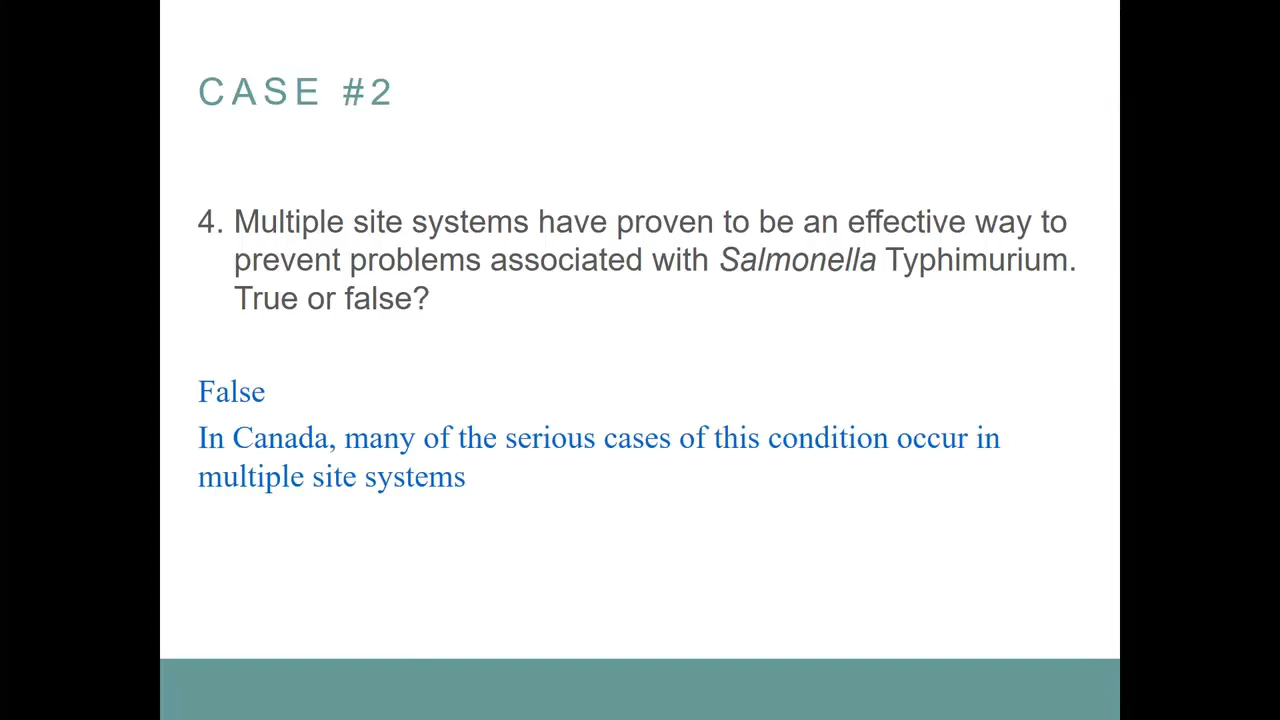 CASE #2
4. Multiple site systems have proven to be an effective way to
prevent problems associated with Salmonella Typhimurium.
True or false?
False
In Canada, many of the serious cases of this condition occur in
multiple site systems